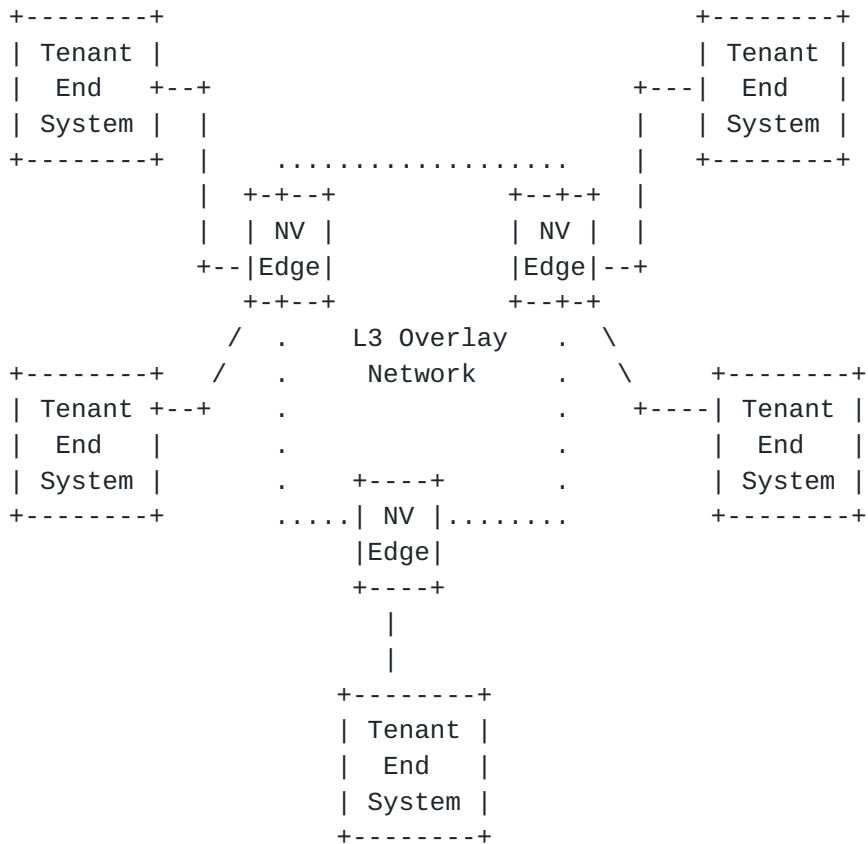 Tenant Tenant
End End
System System
NV NV
Edge Edge
L3 Overlay
Network
Tenant Tenant
End End
System System
NV
Edge
Tenant
End
System